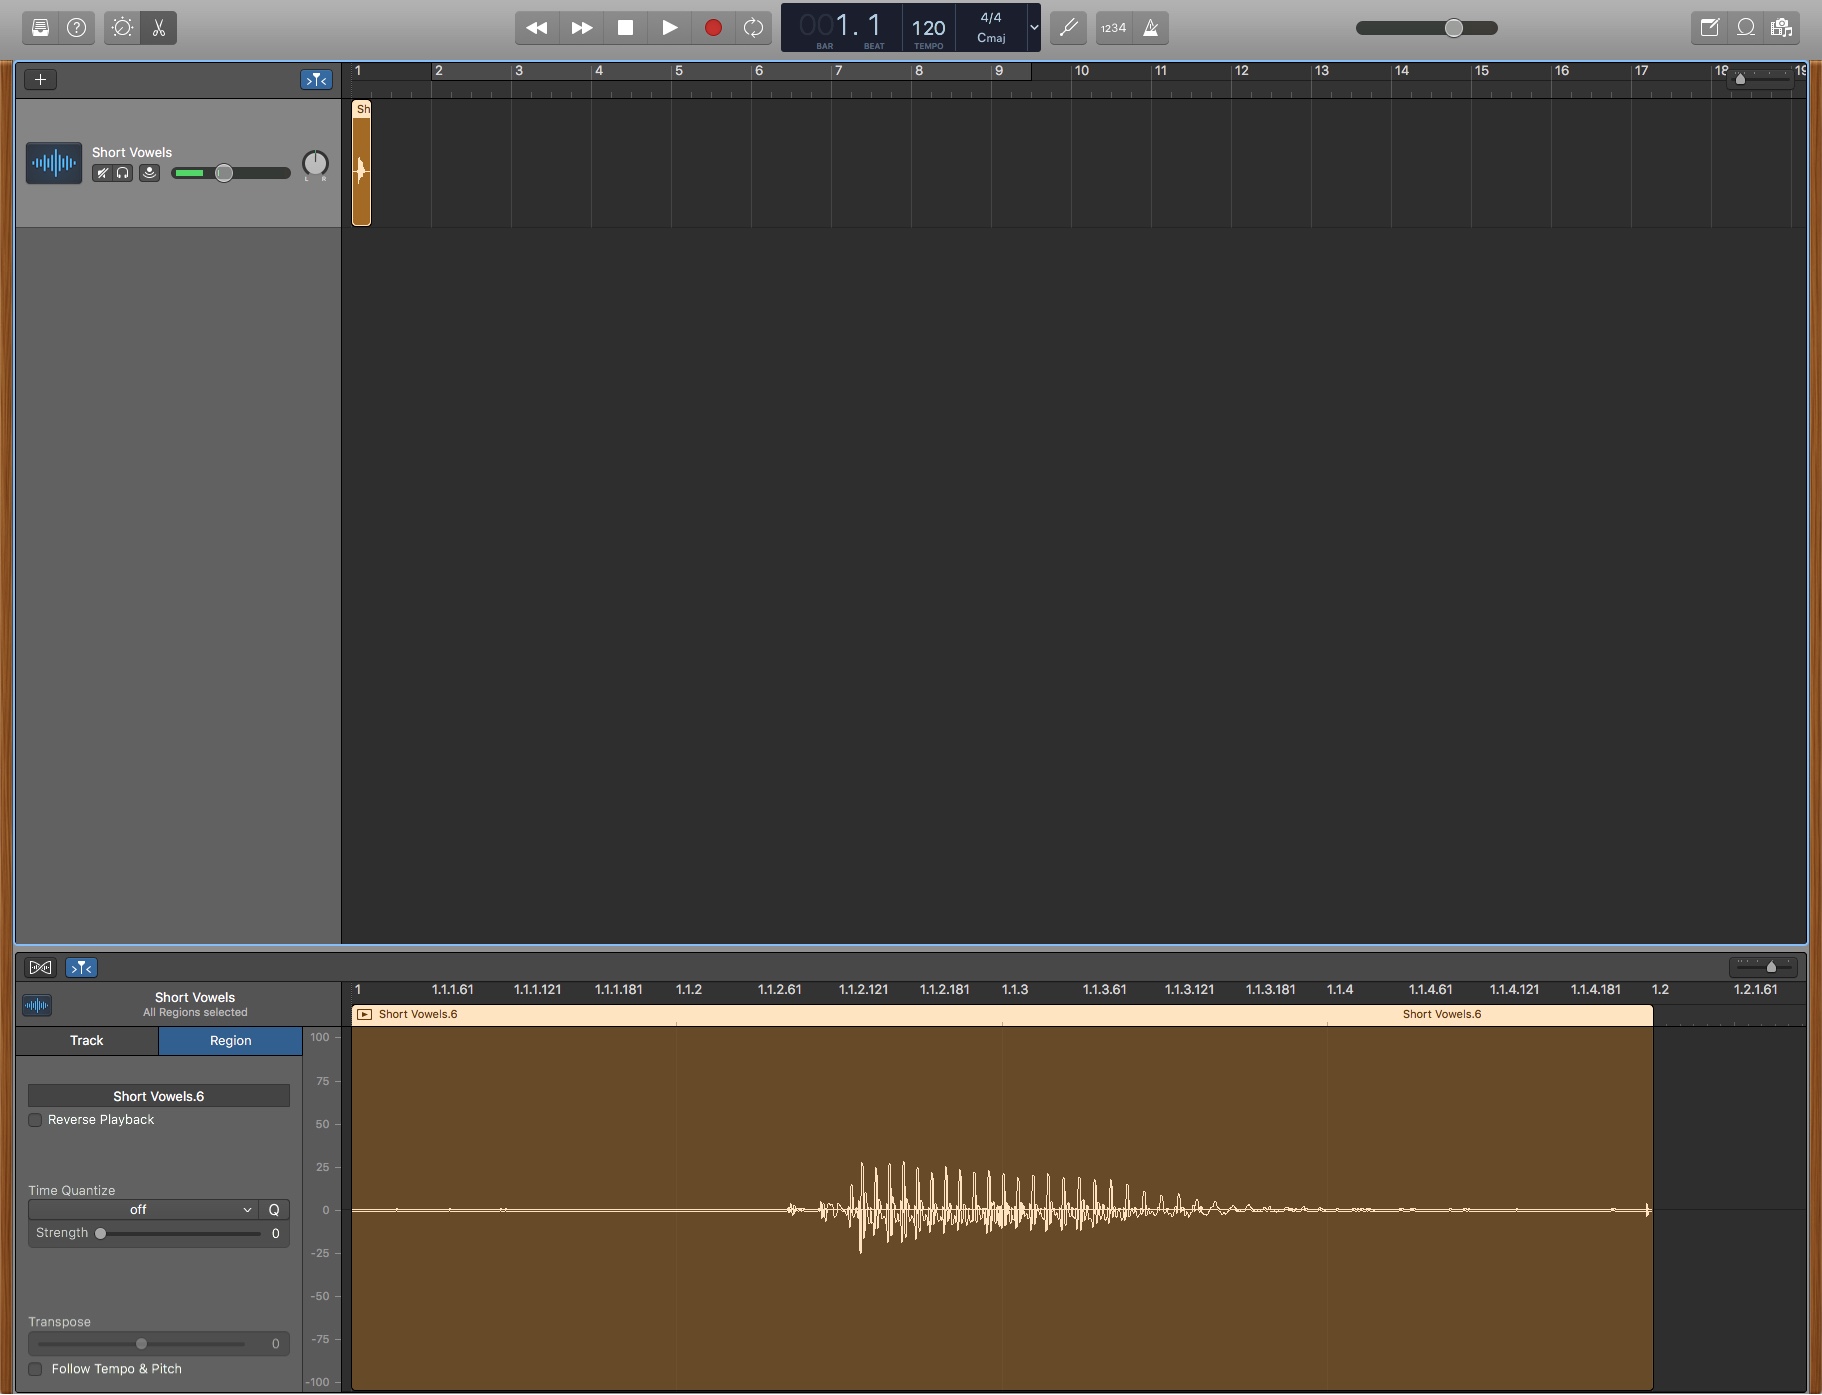 001. 1 120 4/4
Cmaj
BAR BEAT TEMPO
1234
1 2 3 4 5 6 7 8 9 10 11 12 13 14 15 16 17 18 19
Sh
Short Vowels
L R
Short Vowels
All Regions selected
1 1.1.1.61 1.1.1.121 1.1.1.181 1.1.2 1.1.2.61 1.1.2.121 1.1.2.181 1.1.3 1.1.3.61 1.1.3.121 1.1.3.181 1.1.4 1.1.4.61 1.1.4.121 1.1.4.181 1.2 1.2.1.61
Short Vowels.6 Short Vowels.6
Track Region
Short Vowels.6
Reverse Playback
Time Quantize
off Q
Strength 0
Transpose
0
Follow Tempo & Pitch
100
75
50
25
0
-25
-50
-75
-100